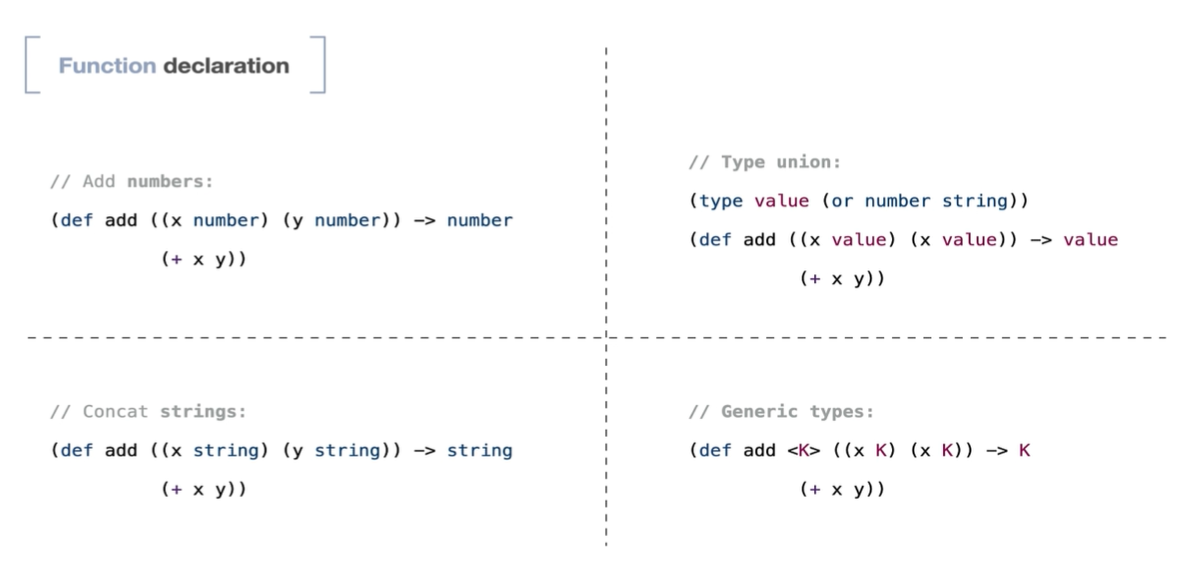 Function declaration
// Add numbers:
(def add ((x number) (y number)) -> number
(+ x y))
// Concat strings:
(def add ((x string) (y string)) -> string
(+ x y))
// Type union:
(type value (or number string))
(def add ((x value) (x value)) -> value
(+ x y))
// Generic types:
(def add <K> ((x K) (x K)) -> K
(+ x y))